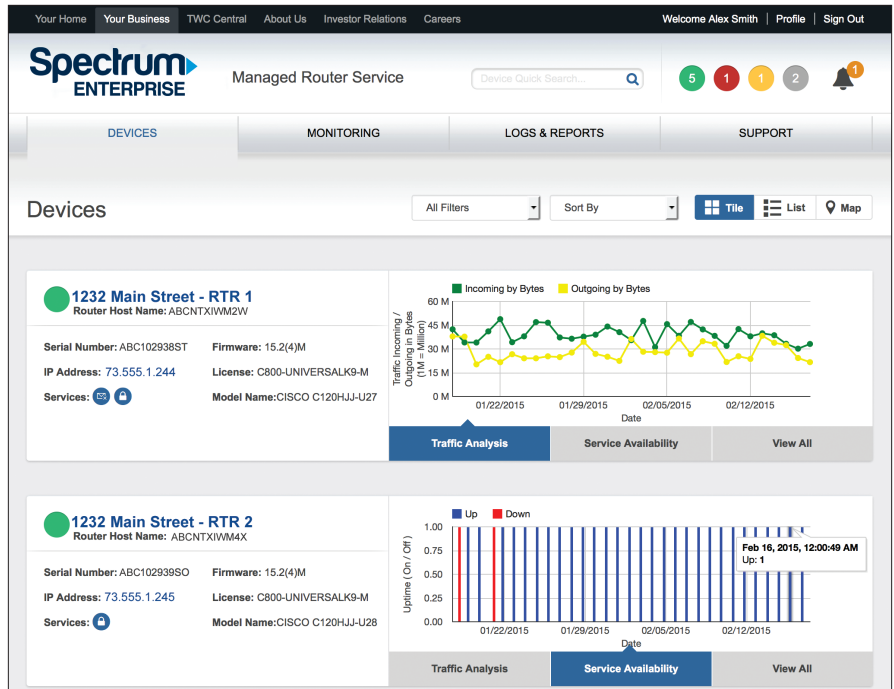 Your Home Your Business TWC Central About Us Investor Relations Careers Welcome Alex Smith | Profile | Sign Out
Spectrum
ENTERPRISE
Managed Router Service
Device Quick Search...
5 1 1 2 1
DEVICES MONITORING LOGS & REPORTS SUPPORT
Devices
All Filters Sort By Tile List Map
1232 Main Street - RTR 1
Router Host Name: ABCNTXIWM2W
Serial Number: ABC102938ST Firmware: 15.2(4)M
IP Address: 73.555.1.244 License: C800-UNIVERSALK9-M
Services: Model Name:CISCO C120HJJ-U27
Incoming by Bytes Outgoing by Bytes
Traffic Incoming /
Outgoing in Bytes
(1M = Million)
60 M
45 M
30 M
15 M
0 M
01/22/2015 01/29/2015 02/05/2015 02/12/2015
Date
Traffic Analysis Service Availability View All
1232 Main Street - RTR 2
Router Host Name: ABCNTXIWM4X
Serial Number: ABC102939SO Firmware: 15.2(4)M
IP Address: 73.555.1.245 License: C800-UNIVERSALK9-M
Services: Model Name:CISCO C120HJJ-U28
Up Down
Uptime ( On / Off )
1.00
0.75
0.50
0.25
0.00
Feb 16, 2015, 12:00:49 AM
Up: 1
01/22/2015 01/29/2015 02/05/2015 02/12/2015
Date
Traffic Analysis Service Availability View All